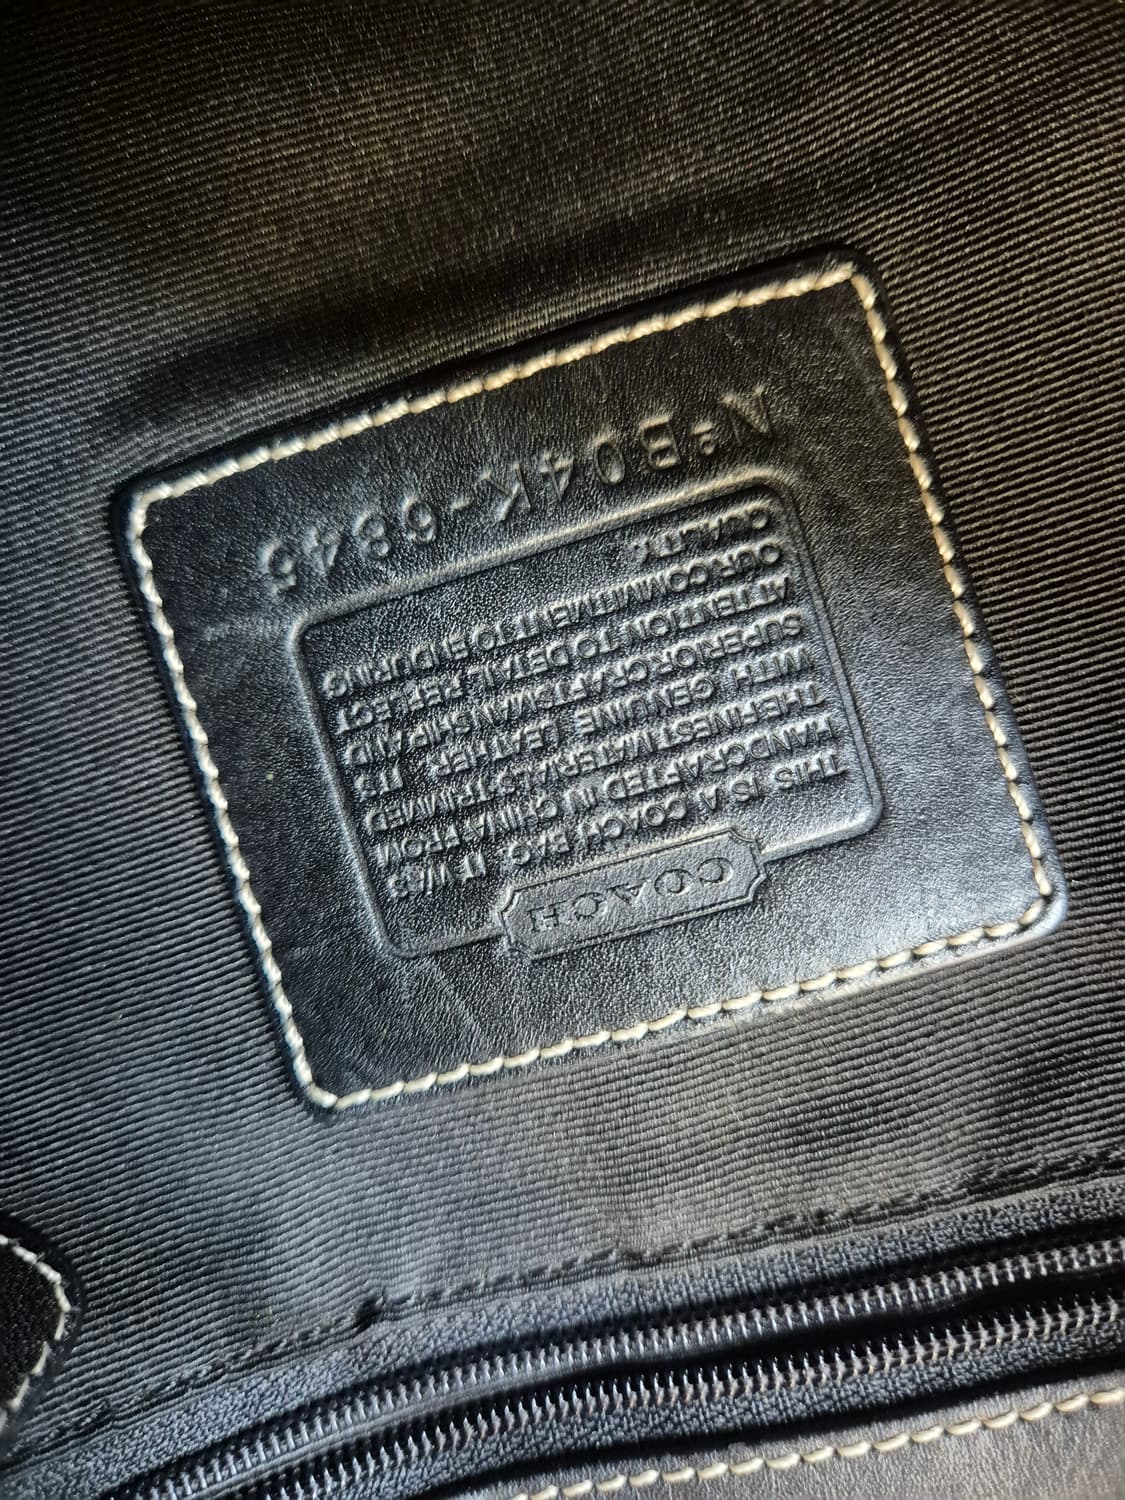 COACH
THIS IS A COACH BAG. IT WAS
HANDCRAFTED IN CHINA FROM
THE FINEST MATERIALS TRIMMED
WITH GENUINE LEATHER. ITS
SUPERIOR CRAFTSMANSHIP AND
ATTENTION TO DETAIL REFLECT
OUR COMMITMENT TO ENDURING
QUALITY.
Nº B04K-6845